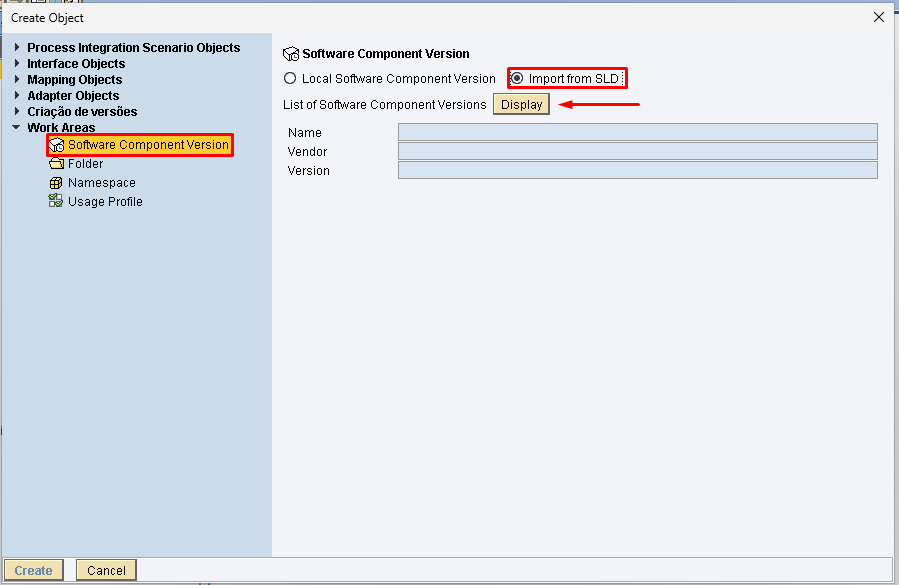 Create Object
Process Integration Scenario Objects
Interface Objects
Mapping Objects
Adapter Objects
Criação de versões
Work Areas
Software Component Version
Folder
Namespace
Usage Profile
Software Component Version
Local Software Component Version Import from SLD
List of Software Component Versions Display
Name
Vendor
Version
Create Cancel